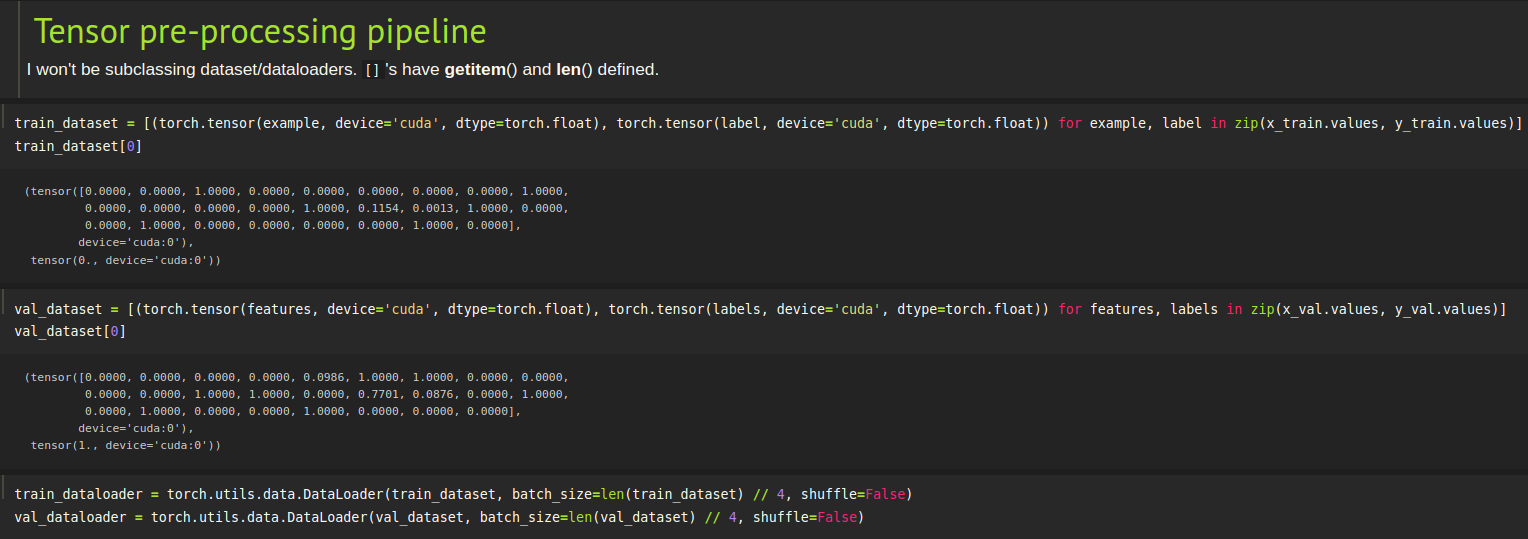 Tensor pre-processing pipeline
I won't be subclassing dataset/dataloaders. []'s have getitem() and len() defined.
train_dataset = [(torch.tensor(example, device='cuda', dtype=torch.float), torch.tensor(label, device='cuda', dtype=torch.float)) for example, label in zip(x_train.values, y_train.values)]
train_dataset[0]
(tensor([0.0000, 0.0000, 1.0000, 0.0000, 0.0000, 0.0000, 0.0000, 0.0000, 1.0000,
0.0000, 0.0000, 0.0000, 0.0000, 1.0000, 0.1154, 0.0013, 1.0000, 0.0000,
0.0000, 1.0000, 0.0000, 0.0000, 0.0000, 0.0000, 1.0000, 0.0000],
device='cuda:0'),
tensor(0., device='cuda:0'))
val_dataset = [(torch.tensor(features, device='cuda', dtype=torch.float), torch.tensor(labels, device='cuda', dtype=torch.float)) for features, labels in zip(x_val.values, y_val.values)]
val_dataset[0]
(tensor([0.0000, 0.0000, 0.0000, 0.0000, 0.0986, 1.0000, 1.0000, 0.0000, 0.0000,
0.0000, 0.0000, 1.0000, 1.0000, 0.0000, 0.7701, 0.0876, 0.0000, 1.0000,
0.0000, 1.0000, 0.0000, 0.0000, 1.0000, 0.0000, 0.0000, 0.0000],
device='cuda:0'),
tensor(1., device='cuda:0'))
train_dataloader = torch.utils.data.DataLoader(train_dataset, batch_size=len(train_dataset) // 4, shuffle=False)
val_dataloader = torch.utils.data.DataLoader(val_dataset, batch_size=len(val_dataset) // 4, shuffle=False)